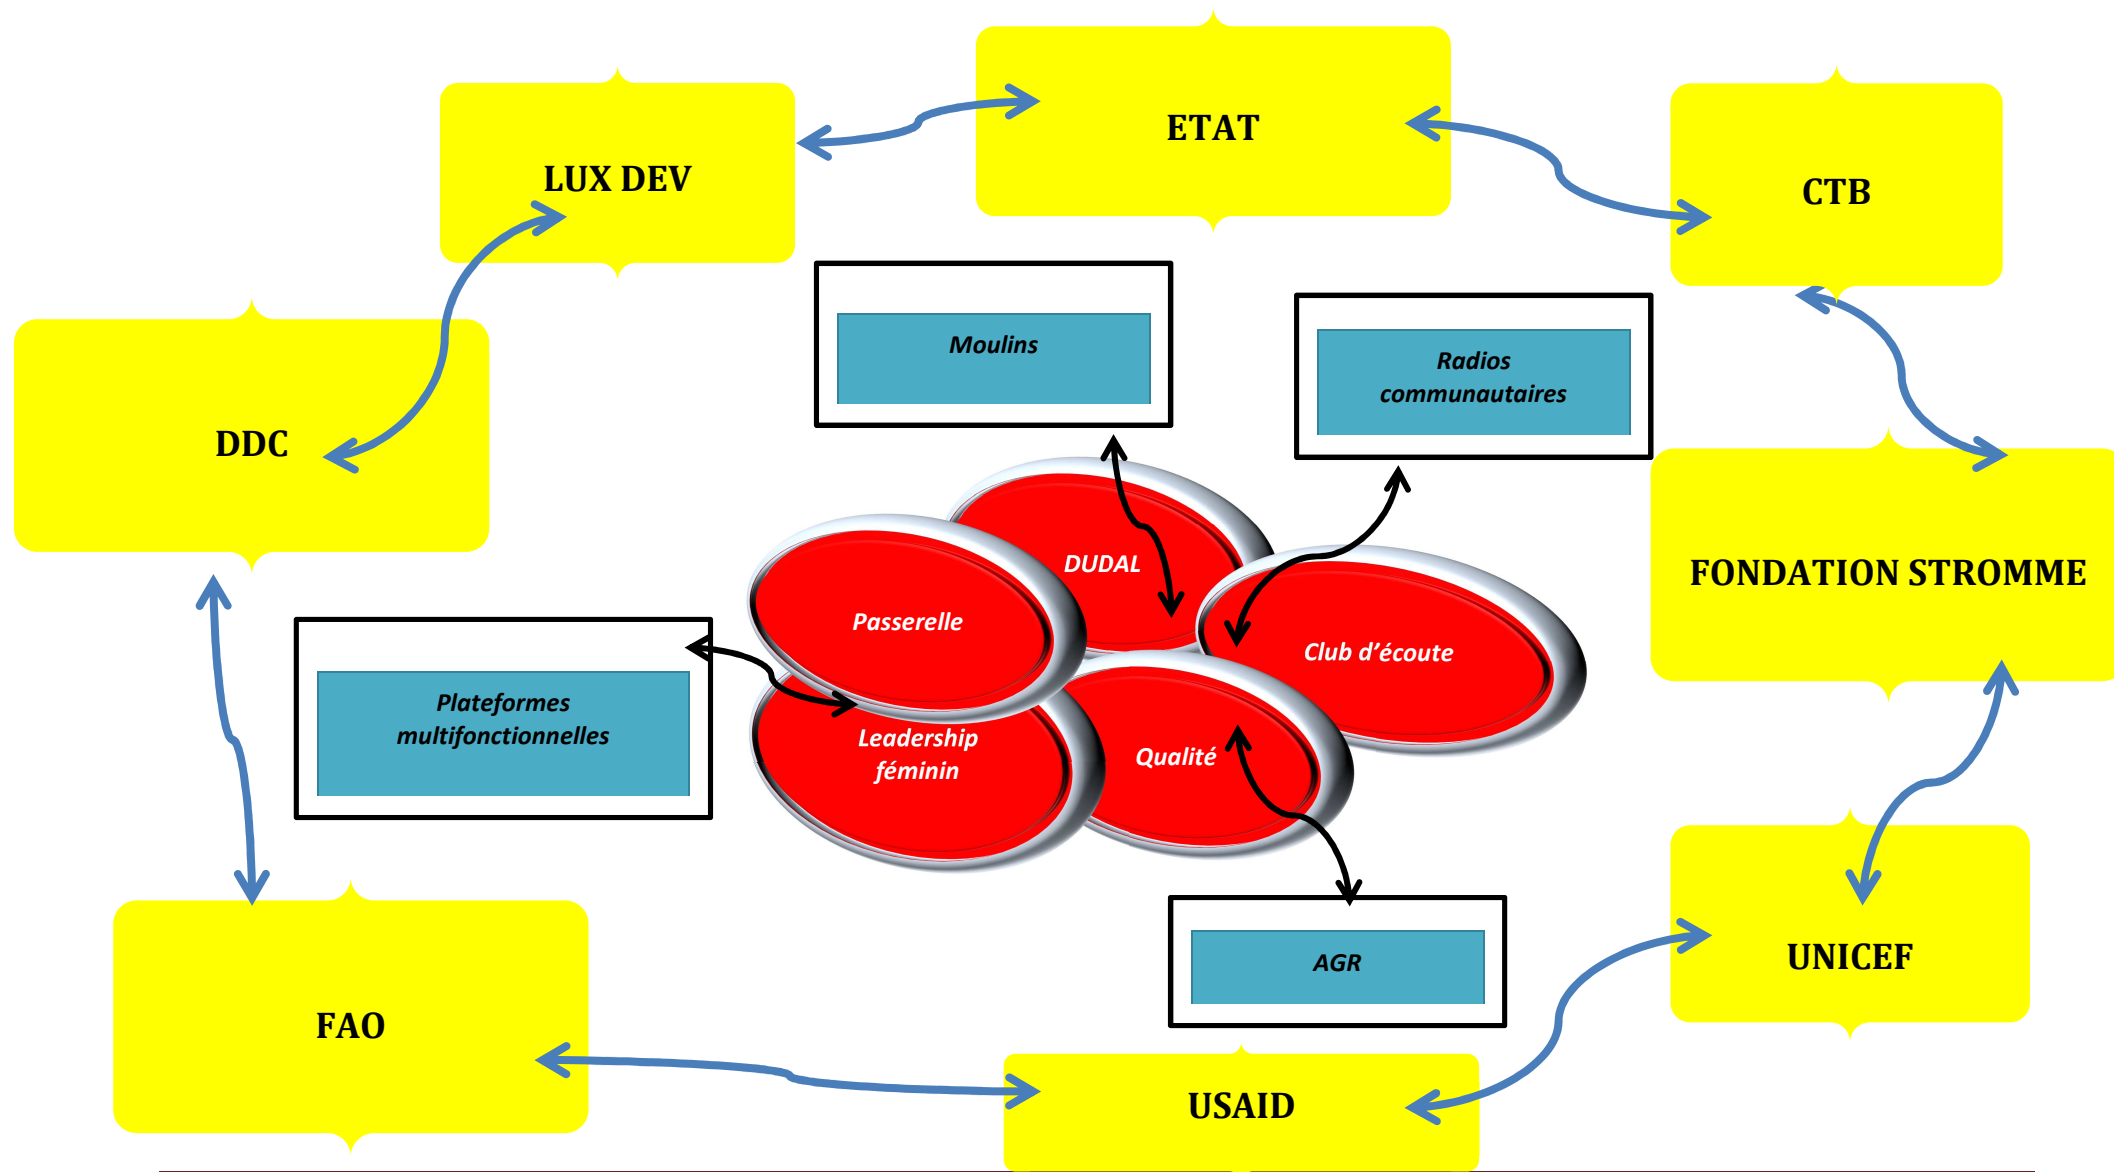 ETAT
LUX DEV
CTB
Moulins
Radios
communautaires
DDC
DUDAL
FONDATION STROMME
Passerelle
Club d’écoute
Plateformes
multifonctionnelles
Leadership
féminin
Qualité
AGR
UNICEF
FAO
USAID